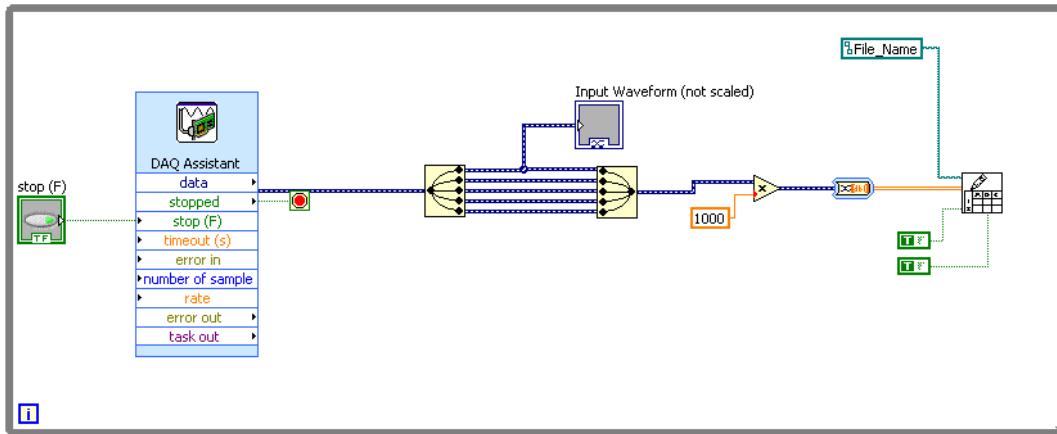 File_Name
Input Waveform (not scaled)
DAQ Assistant
data
stopped
stop (F)
timeout (s)
error in
number of sample
rate
error out
task out
stop (F)
TF
1000
T
T
i